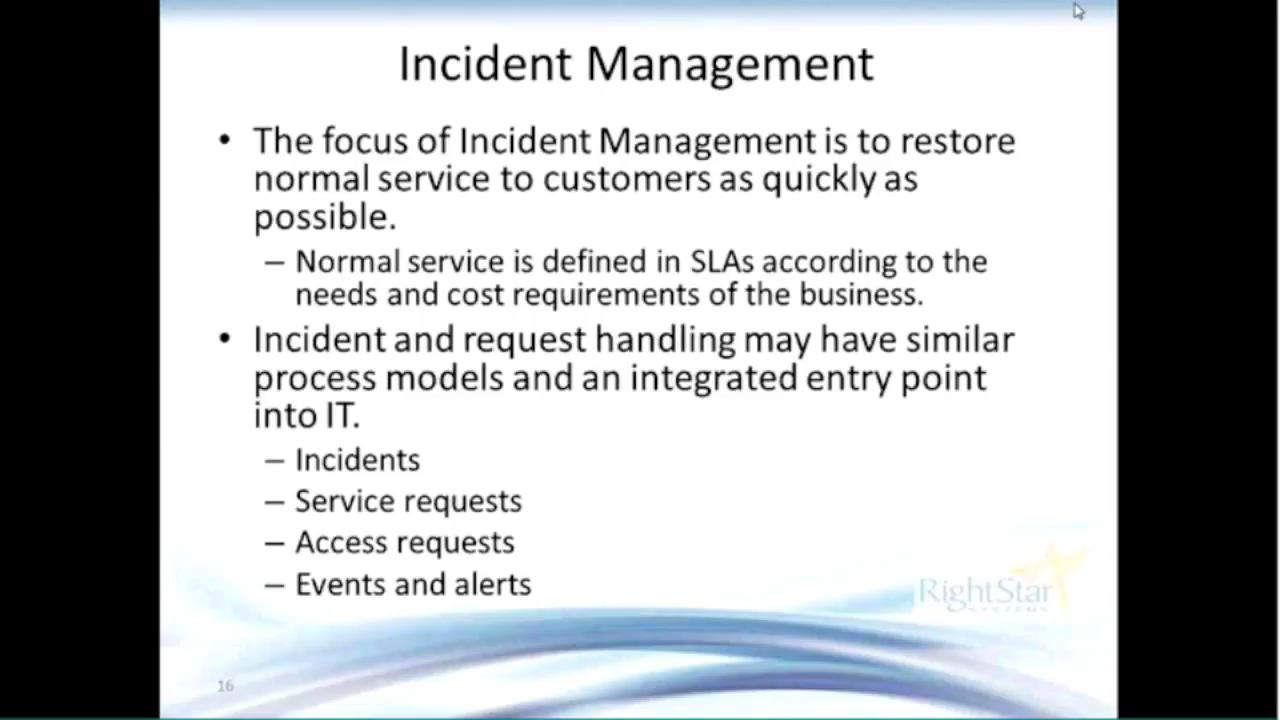 Incident Management
• The focus of Incident Management is to restore
normal service to customers as quickly as
possible.
– Normal service is defined in SLAs according to the
needs and cost requirements of the business.
• Incident and request handling may have similar
process models and an integrated entry point
into IT.
– Incidents
– Service requests
– Access requests
– Events and alerts
RightStar
SYSTEMS
16